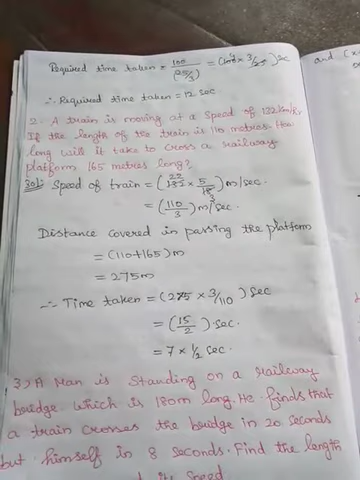 Required time taken = 100/(25/3) = (100 × 3/25) sec
∴ Required time taken = 12 sec.
and (x
2. A train is moving at a speed of 132 km/hr.
If the length of the train is 110 metres. How
long will it take to cross a railway
platform 165 metres long?
Sol: Speed of train = (132 × 5/18) m/sec.
= (110/3) m/sec.
Distance covered in passing the platform
= (110+165) m
= 275 m
∴ Time taken = (275 × 3/110) sec
= (15/2) sec.
= 7 × 1/2 sec.
3) A Man is standing on a railway
bridge. which is 180m long. He finds that
a train crosses the bridge in 20 seconds
but himself in 8 seconds. Find the length
its speed